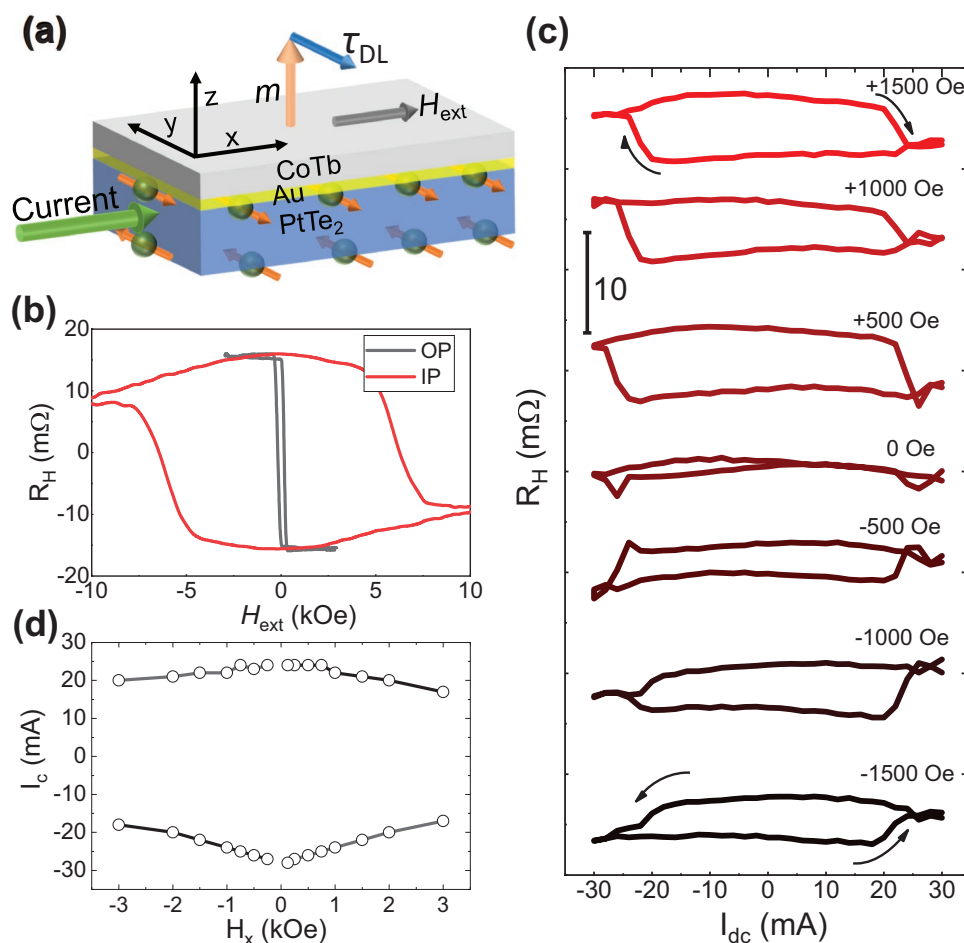 (a)
τDL
m
Hext
z
y
x
CoTb
Au
PtTe2
Current
(b)
20
10
0
-10
-20
RH (mΩ)
OP
IP
-10
-5
0
5
10
Hext (kOe)
(d)
30
20
10
0
-10
-20
-30
Ic (mA)
-3
-2
-1
0
1
2
3
Hx (kOe)
(c)
+1500 Oe
+1000 Oe
10
+500 Oe
0 Oe
-500 Oe
-1000 Oe
-1500 Oe
RH (mΩ)
-30
-20
-10
0
10
20
30
Idc (mA)